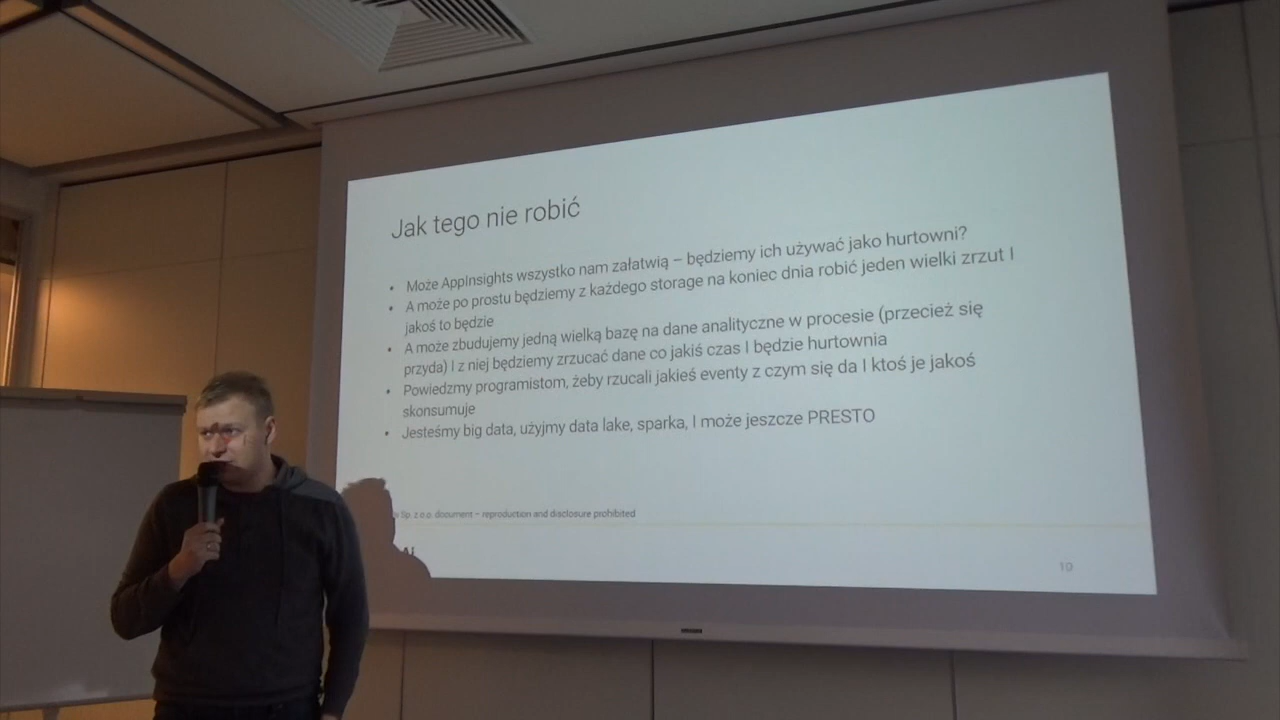 Jak tego nie robić
• Może AppInsights wszystko nam załatwią – będziemy ich używać jako hurtowni?
• A może po prostu będziemy z każdego storage na koniec dnia robić jeden wielki zrzut I
jakoś to będzie
• A może zbudujemy jedną wielką bazę na dane analityczne w procesie (przecież się
przyda) I z niej będziemy zrzucać dane co jakiś czas I będzie hurtownia
• Powiedzmy programistom, żeby rzucali jakieś eventy z czym się da I ktoś je jakoś
skonsumuje
• Jesteśmy big data, użyjmy data lake, sparka, I może jeszcze PRESTO
Sp. z o.o. document – reproduction and disclosure prohibited
10